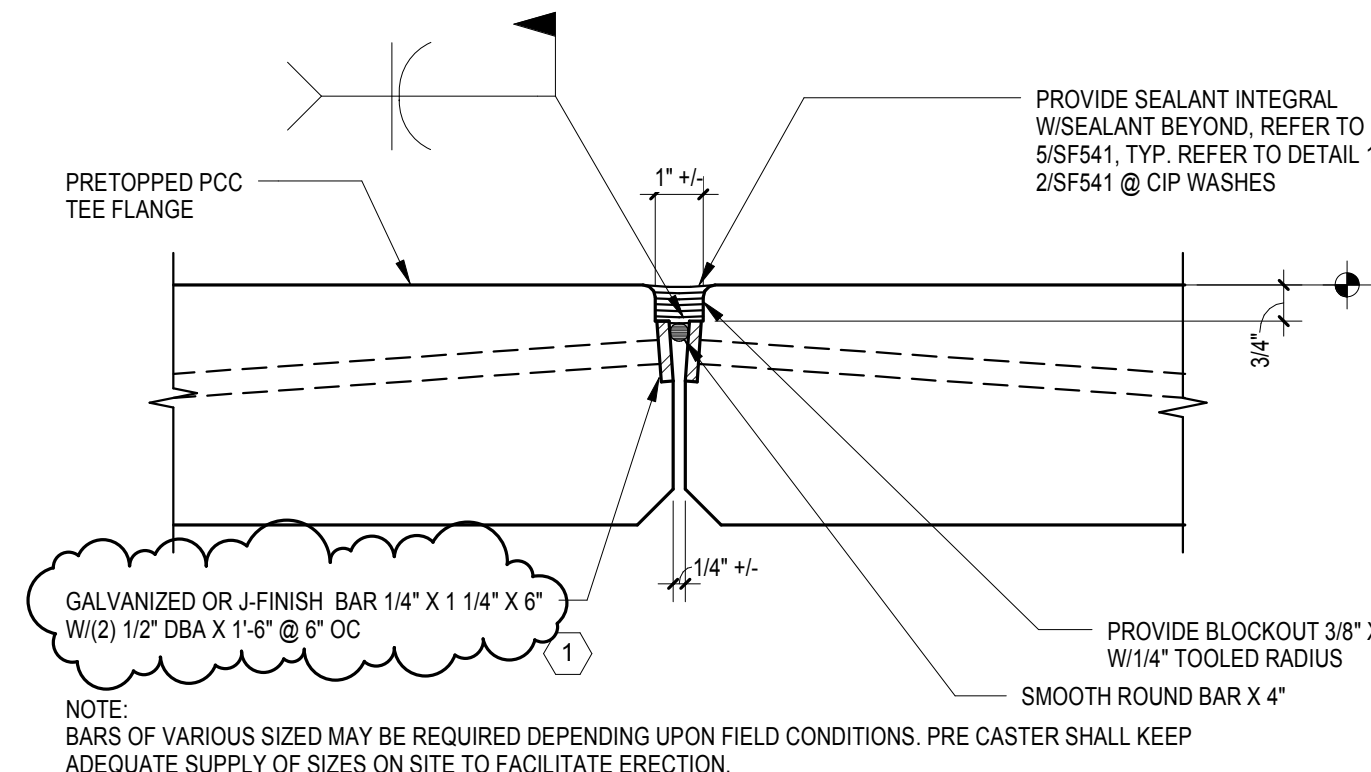 PROVIDE SEALANT INTEGRAL
W/SEALANT BEYOND, REFER TO
5/SF541, TYP. REFER TO DETAIL 1
2/SF541 @ CIP WASHES
PRETOPPED PCC
TEE FLANGE
1" +/-
3/4"
1/4" +/-
GALVANIZED OR J-FINISH BAR 1/4" X 1 1/4" X 6"
W/(2) 1/2" DBA X 1'-6" @ 6" OC
1
PROVIDE BLOCKOUT 3/8" X
W/1/4" TOOLED RADIUS
SMOOTH ROUND BAR X 4"
NOTE:
BARS OF VARIOUS SIZED MAY BE REQUIRED DEPENDING UPON FIELD CONDITIONS. PRE CASTER SHALL KEEP
ADEQUATE SUPPLY OF SIZES ON SITE TO FACILITATE ERECTION.